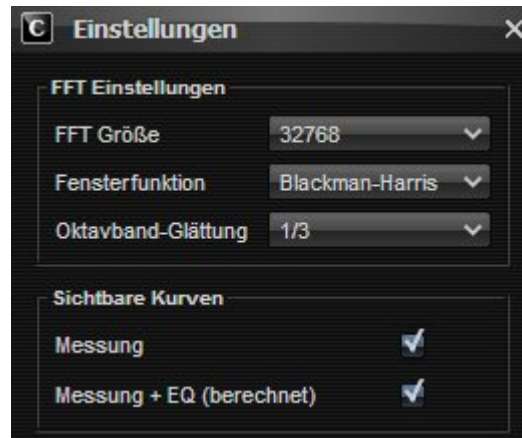 C Einstellungen
FFT Einstellungen
FFT Größe 32768
Fensterfunktion Blackman-Harris
Oktavband-Glättung 1/3
Sichtbare Kurven
Messung
Messung + EQ (berechnet)